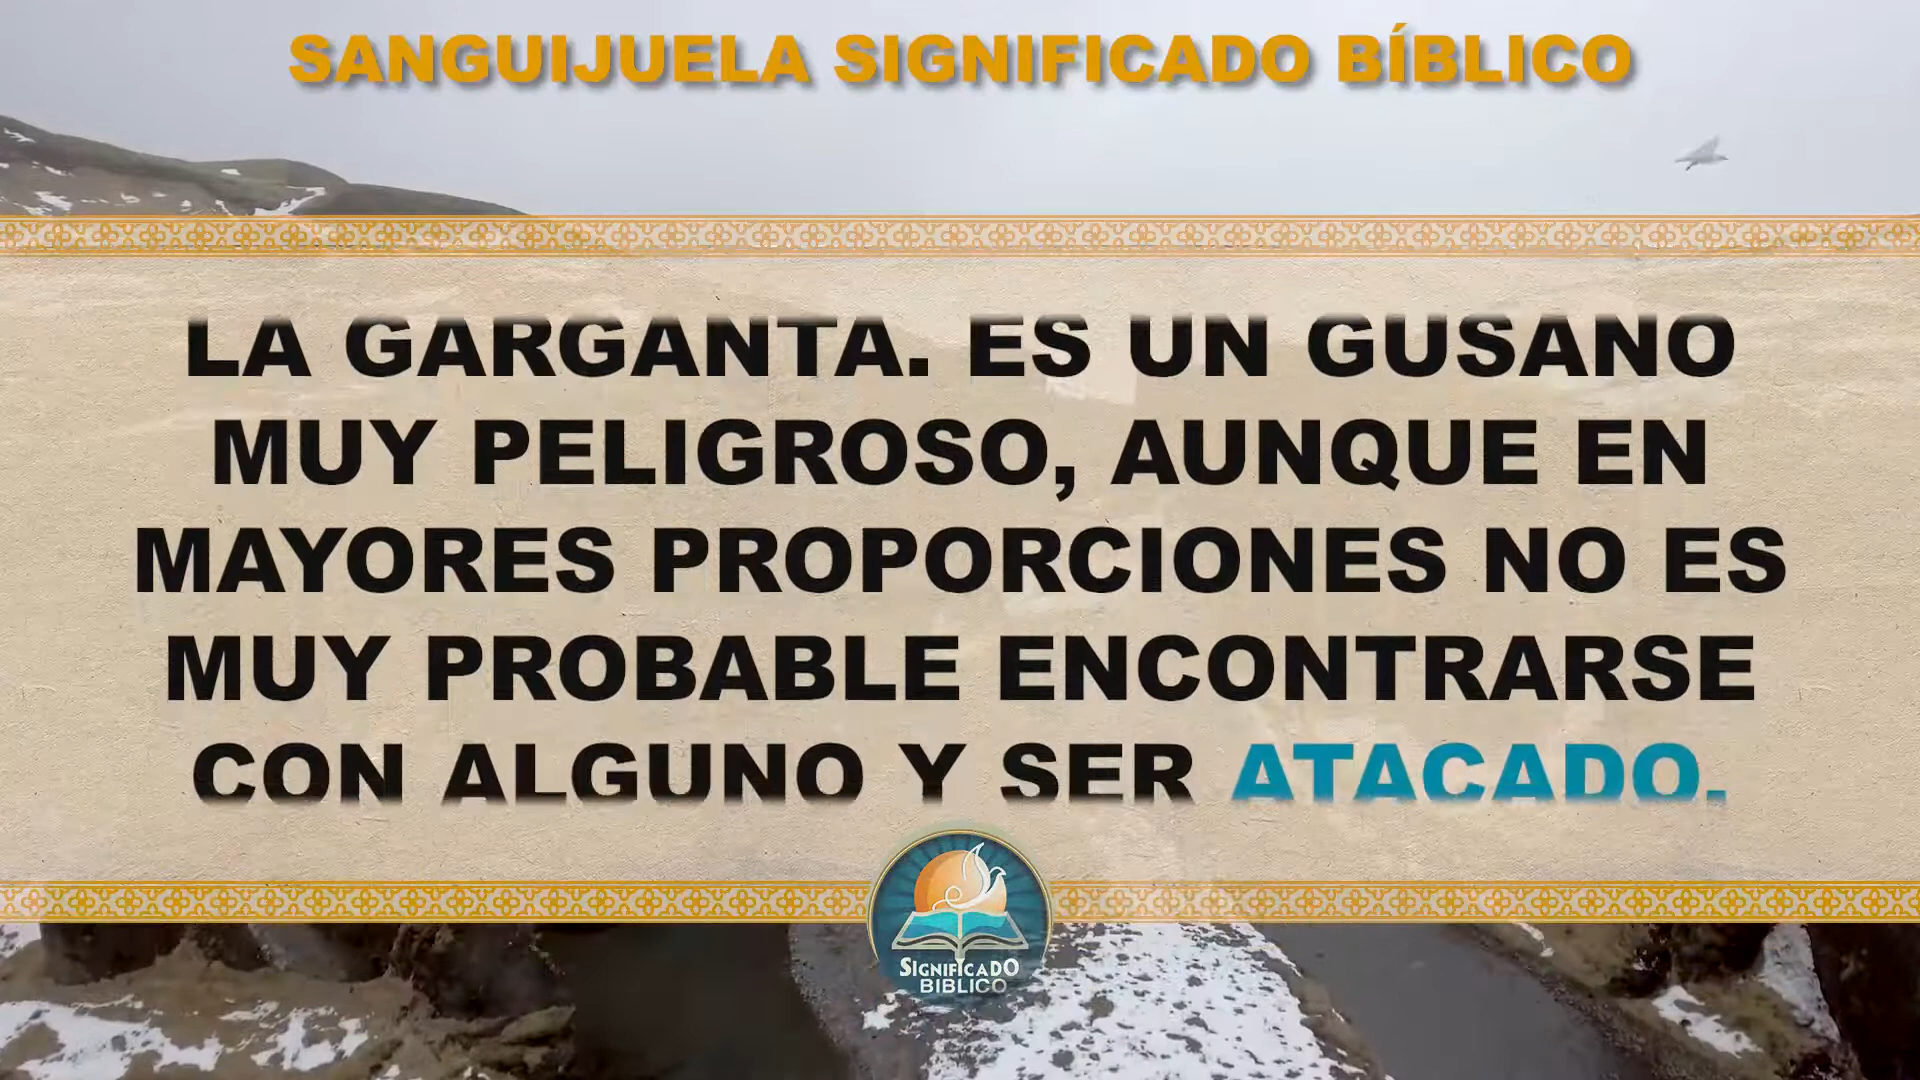 SANGUIJUELA SIGNIFICADO BÍBLICO
LA GARGANTA. ES UN GUSANO
MUY PELIGROSO, AUNQUE EN
MAYORES PROPORCIONES NO ES
MUY PROBABLE ENCONTRARSE
CON ALGUNO Y SER ATACADO.
SIGNIFICADO
BIBLICO